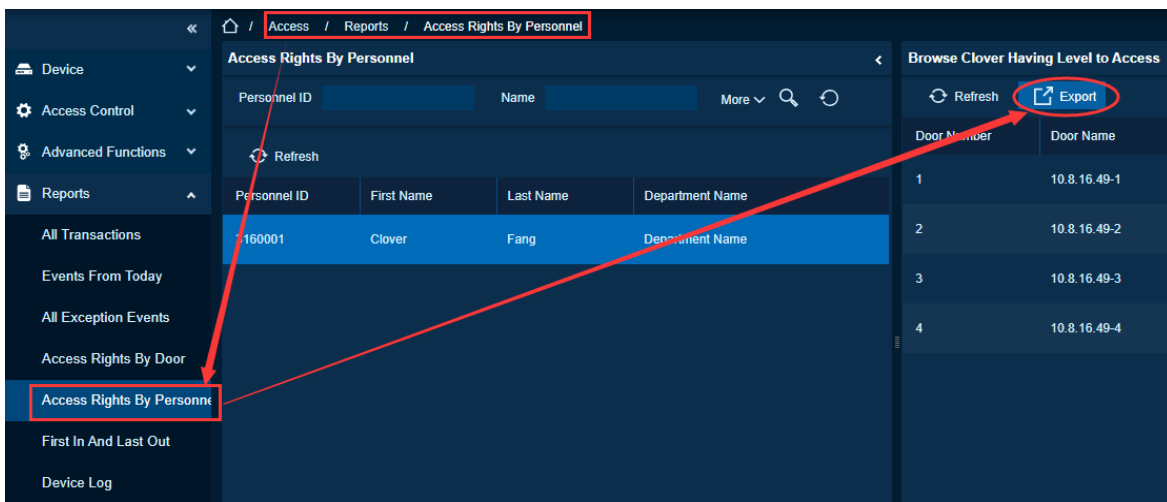 / Access / Reports / Access Rights By Personnel
Device
Access Control
Advanced Functions
Reports
All Transactions
Events From Today
All Exception Events
Access Rights By Door
Access Rights By Personne
First In And Last Out
Device Log
Access Rights By Personnel
Personnel ID
Name
More
Refresh
Personnel ID First Name Last Name Department Name
3160001 Clover Fang Department Name
Browse Clover Having Level to Access
Refresh Export
Door Number Door Name
1 10.8.16.49-1
2 10.8.16.49-2
3 10.8.16.49-3
4 10.8.16.49-4